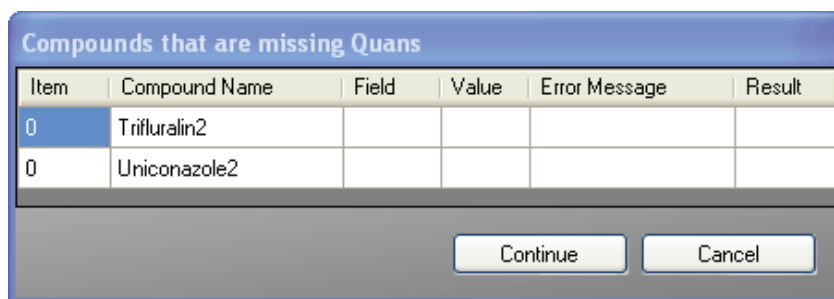 Compounds that are missing Quans
Item Compound Name Field Value Error Message Result
0 Trifluralin2
0 Uniconazole2
Continue Cancel